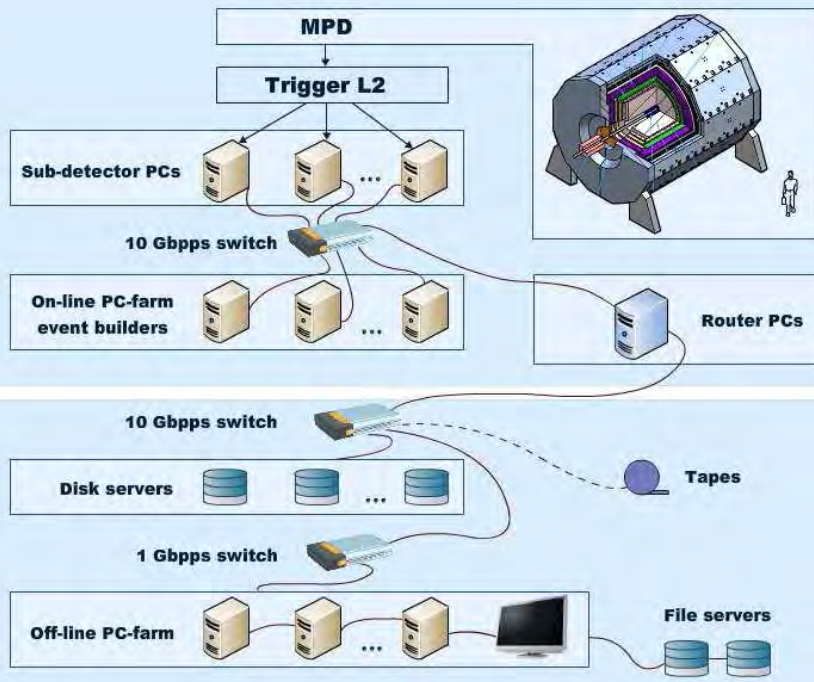 MPD
Trigger L2
Sub-detector PCs
...
10 Gbpps switch
On-line PC-farm
event builders
...
Router PCs
10 Gbpps switch
Disk servers
...
Tapes
1 Gbpps switch
Off-line PC-farm
...
File servers